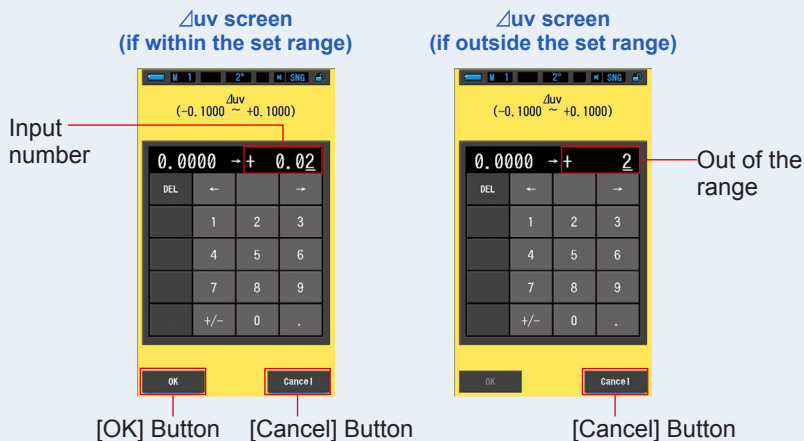 ⊿uv screen
(if within the set range)
M 1 2° SNG
⊿uv
(-0.1000 ~ +0.1000)
Input
number
0.0000 →+ 0.02
DEL ← →
1 2 3
4 5 6
7 8 9
+/- 0 .
OK Cancel
[OK] Button [Cancel] Button
⊿uv screen
(if outside the set range)
M 1 2° SNG
⊿uv
(-0.1000 ~ +0.1000)
0.0000 →+ 2
Out of the
range
DEL ← →
1 2 3
4 5 6
7 8 9
+/- 0 .
OK Cancel
[Cancel] Button